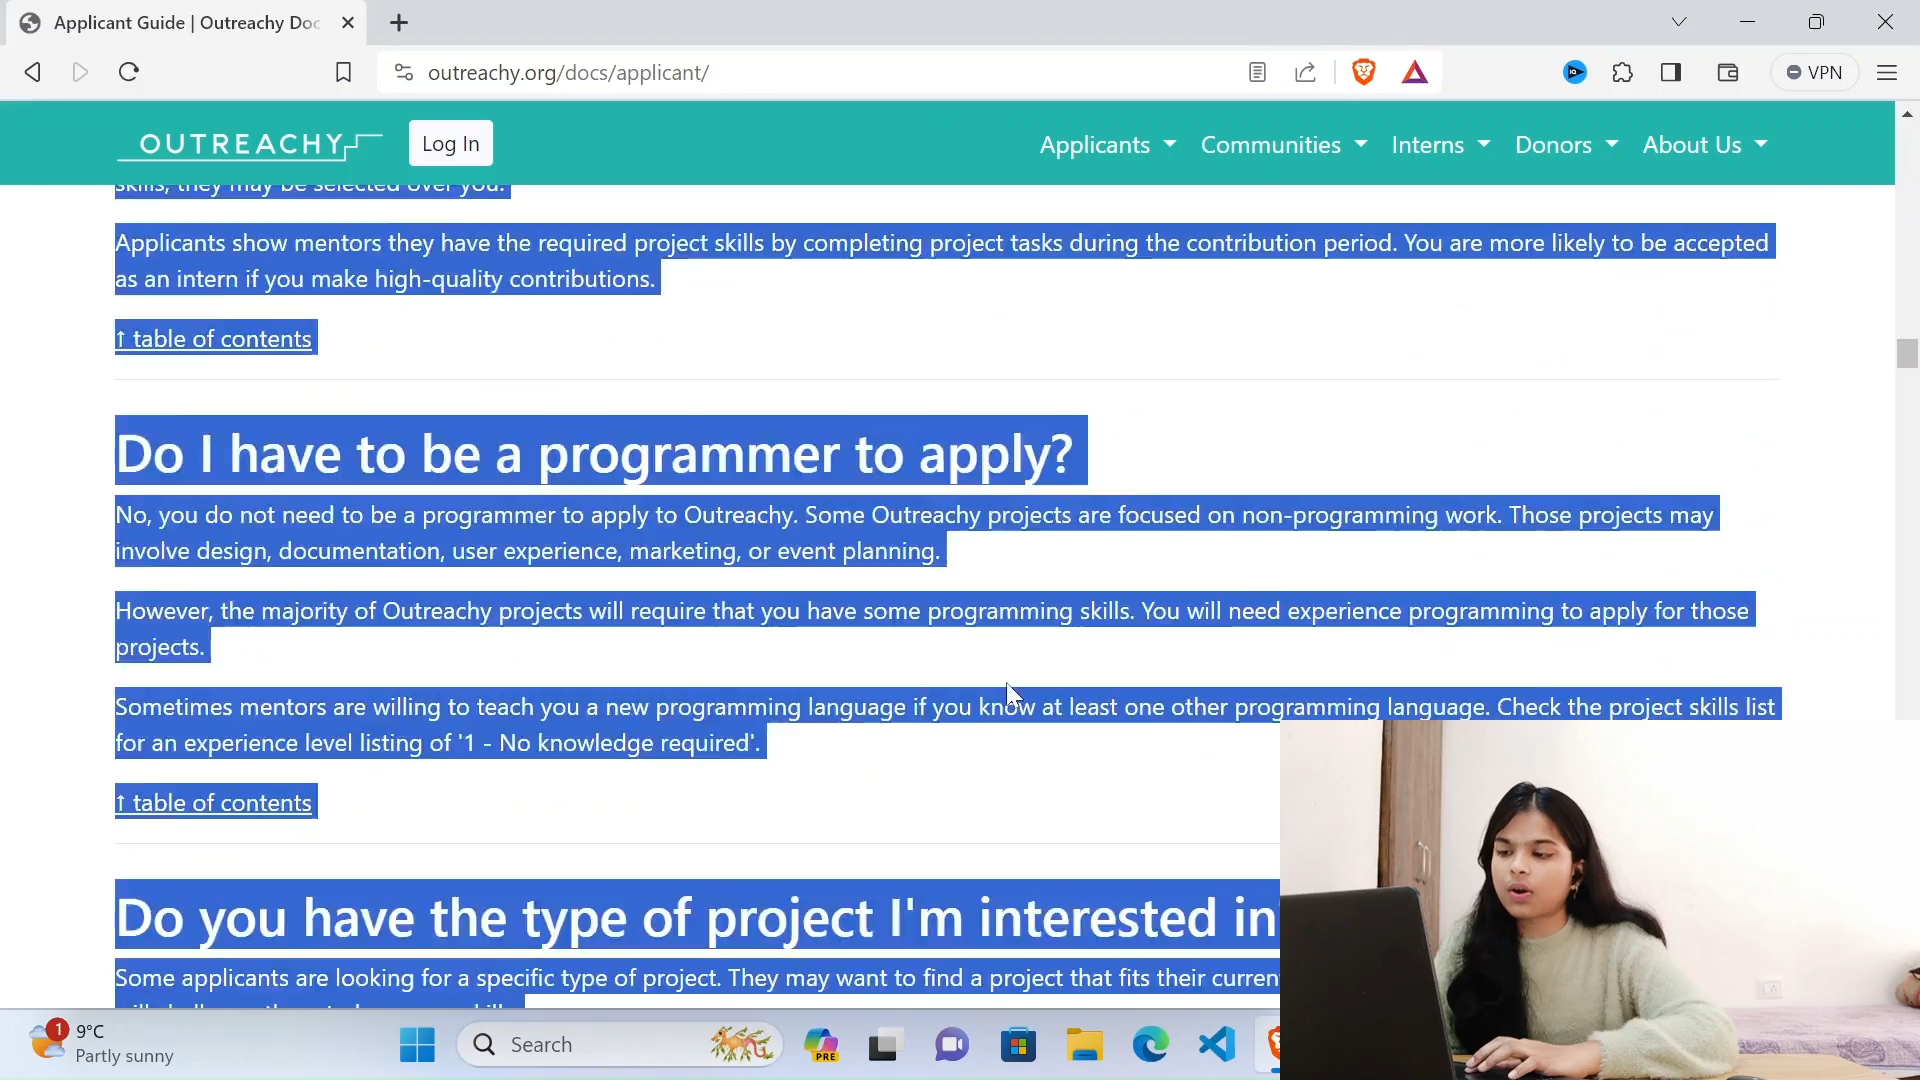 Applicant Guide | Outreachy Doc
outreachy.org/docs/applicant/
VPN
OUTREACHY
Log In
Applicants
Communities
Interns
Donors
About Us
skills, they may be selected over you.
Applicants show mentors they have the required project skills by completing project tasks during the contribution period. You are more likely to be accepted
as an intern if you make high-quality contributions.
↑ table of contents
Do I have to be a programmer to apply?
No, you do not need to be a programmer to apply to Outreachy. Some Outreachy projects are focused on non-programming work. Those projects may
involve design, documentation, user experience, marketing, or event planning.
However, the majority of Outreachy projects will require that you have some programming skills. You will need experience programming to apply for those
projects.
Sometimes mentors are willing to teach you a new programming language if you know at least one other programming language. Check the project skills list
for an experience level listing of '1 - No knowledge required'.
↑ table of contents
Do you have the type of project I'm interested in
Some applicants are looking for a specific type of project. They may want to find a project that fits their curren
1
9°C
Partly sunny
Search
PRE